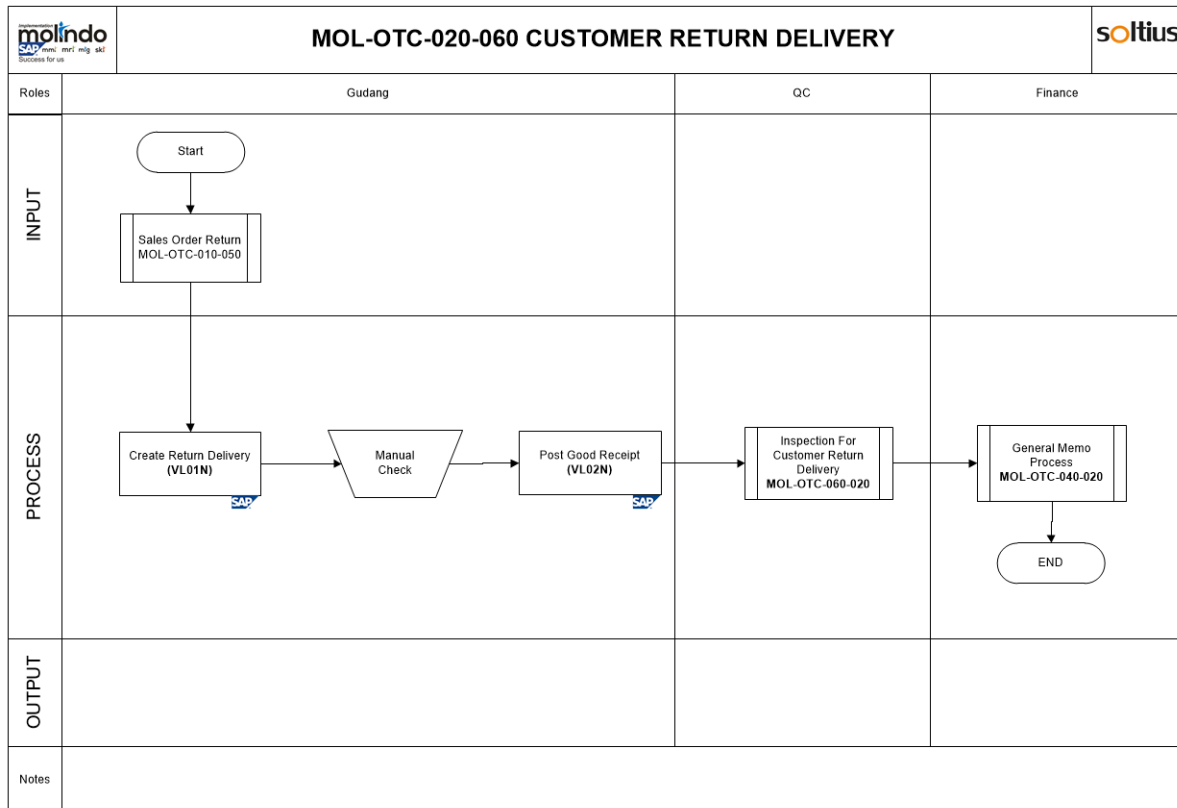 Implementation
molindo
SAP mmi mri mlg ski
Success for us
MOL-OTC-020-060 CUSTOMER RETURN DELIVERY
soltius
Roles
Gudang
QC
Finance
INPUT
Start
Sales Order Return
MOL-OTC-010-050
PROCESS
Create Return Delivery
(VL01N)
SAP
Manual
Check
Post Good Receipt
(VL02N)
SAP
Inspection For
Customer Return
Delivery
MOL-OTC-060-020
General Memo
Process
MOL-OTC-040-020
END
OUTPUT
Notes